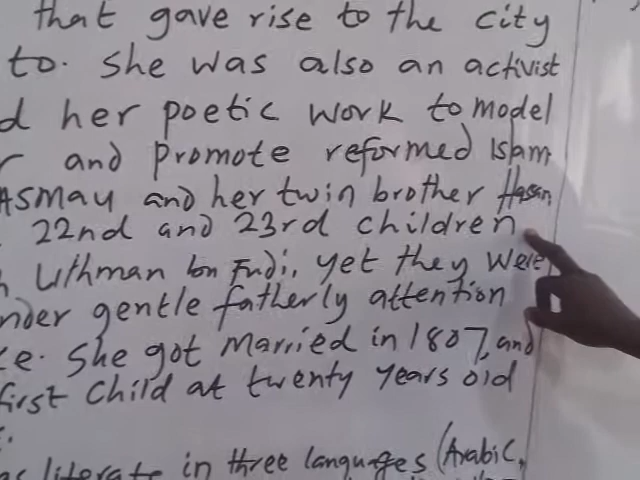 that gave rise to the city
to. She was also an activist
d her poetic work to model
r and promote reformed Islam
Asmau and her twin brother Hasan
22nd and 23rd children
Uthman bn Fudi, yet they were
nder gentle fatherly attention
ce. She got married in 1807, and
first child at twenty years old
as literate in three languages (Arabic,